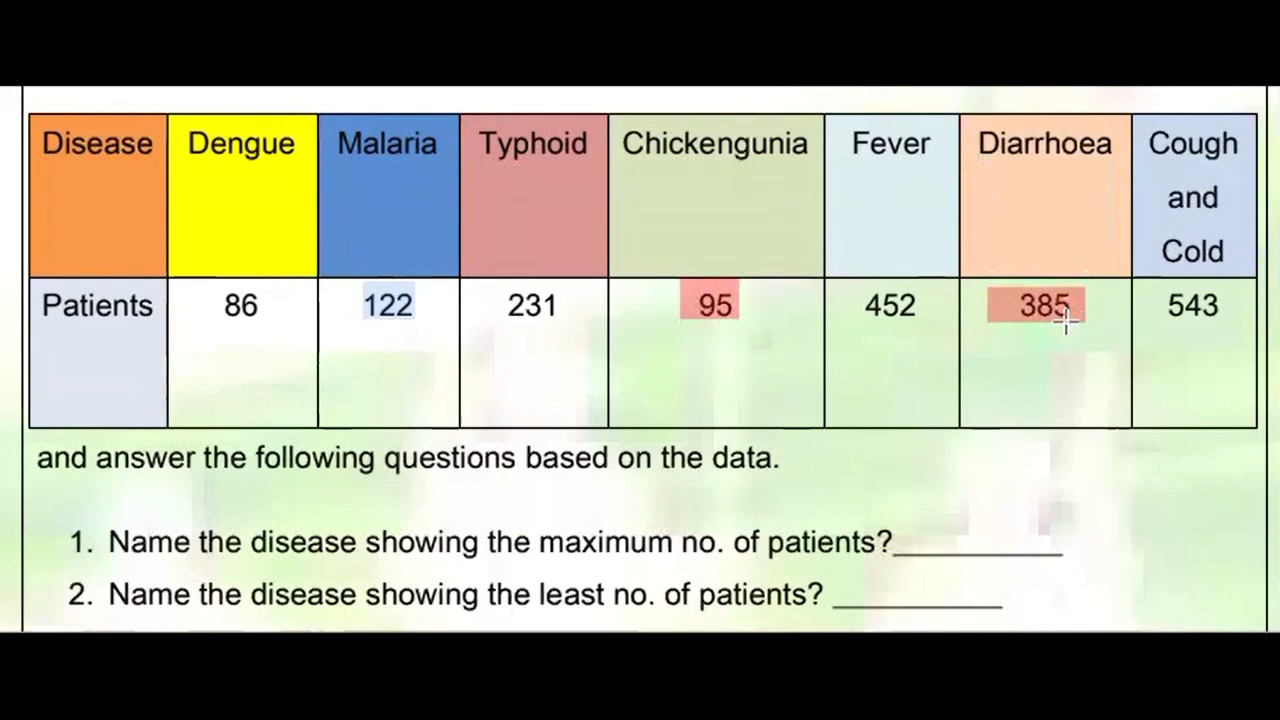 Disease Dengue Malaria Typhoid Chickengunia Fever Diarrhoea Cough
and
Cold
Patients 86 122 231 95 452 385 543
and answer the following questions based on the data.
1. Name the disease showing the maximum no. of patients?__________
2. Name the disease showing the least no. of patients? __________